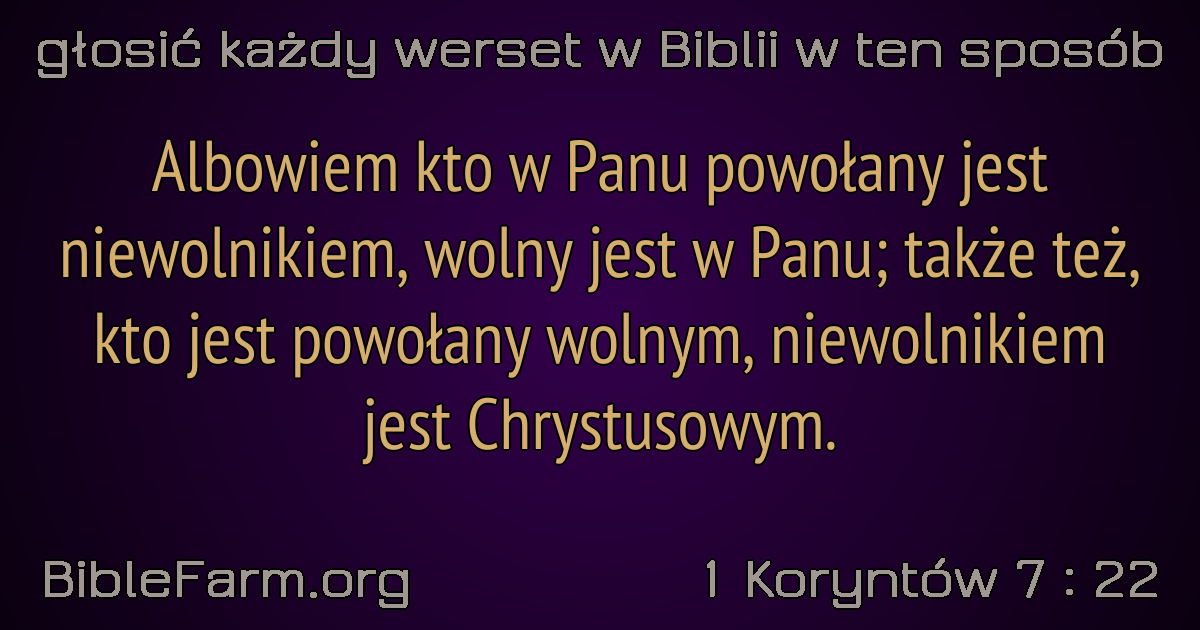 głosić każdy werset w Biblii w ten sposób
Albowiem kto w Panu powołany jest
niewolnikiem, wolny jest w Panu; także też,
kto jest powołany wolnym, niewolnikiem
jest Chrystusowym.
BibleFarm.org
1 Koryntów 7 : 22